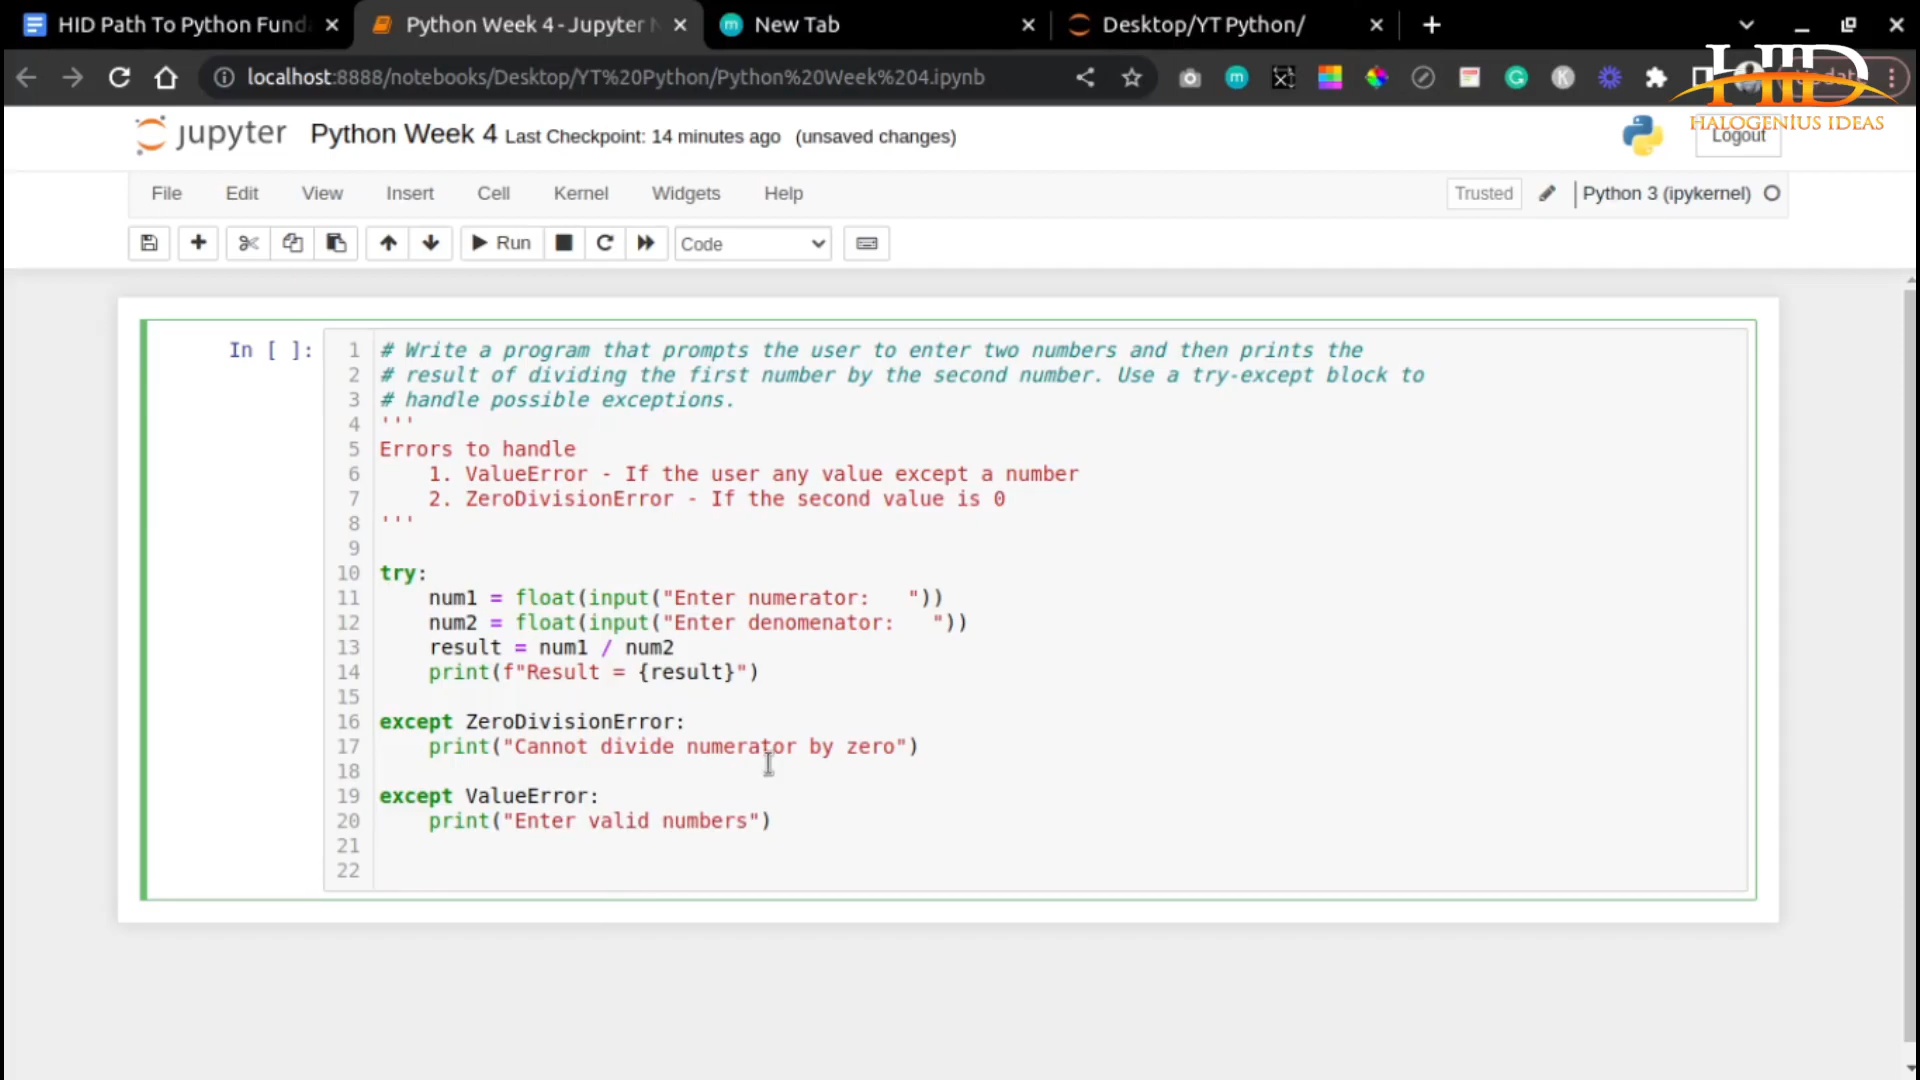 HID Path To Python Fund
Python Week 4 - Jupyter N
New Tab
Desktop/YT Python/
localhost:8888/notebooks/Desktop/YT%20Python/Python%20Week%204.ipynb
HID
HALOGENIUS IDEAS
jupyter Python Week 4 Last Checkpoint: 14 minutes ago (unsaved changes)
Logout
File Edit View Insert Cell Kernel Widgets Help
Trusted
Python 3 (ipykernel)
Run
Code
In [ ]:
1 # Write a program that prompts the user to enter two numbers and then prints the
2 # result of dividing the first number by the second number. Use a try-except block to
3 # handle possible exceptions.
4 '''
5 Errors to handle
6     1. ValueError - If the user any value except a number
7     2. ZeroDivisionError - If the second value is 0
8 '''
9
10 try:
11     num1 = float(input("Enter numerator:   "))
12     num2 = float(input("Enter denomenator:   "))
13     result = num1 / num2
14     print(f"Result = {result}")
15
16 except ZeroDivisionError:
17     print("Cannot divide numerator by zero")
18
19 except ValueError:
20     print("Enter valid numbers")
21
22